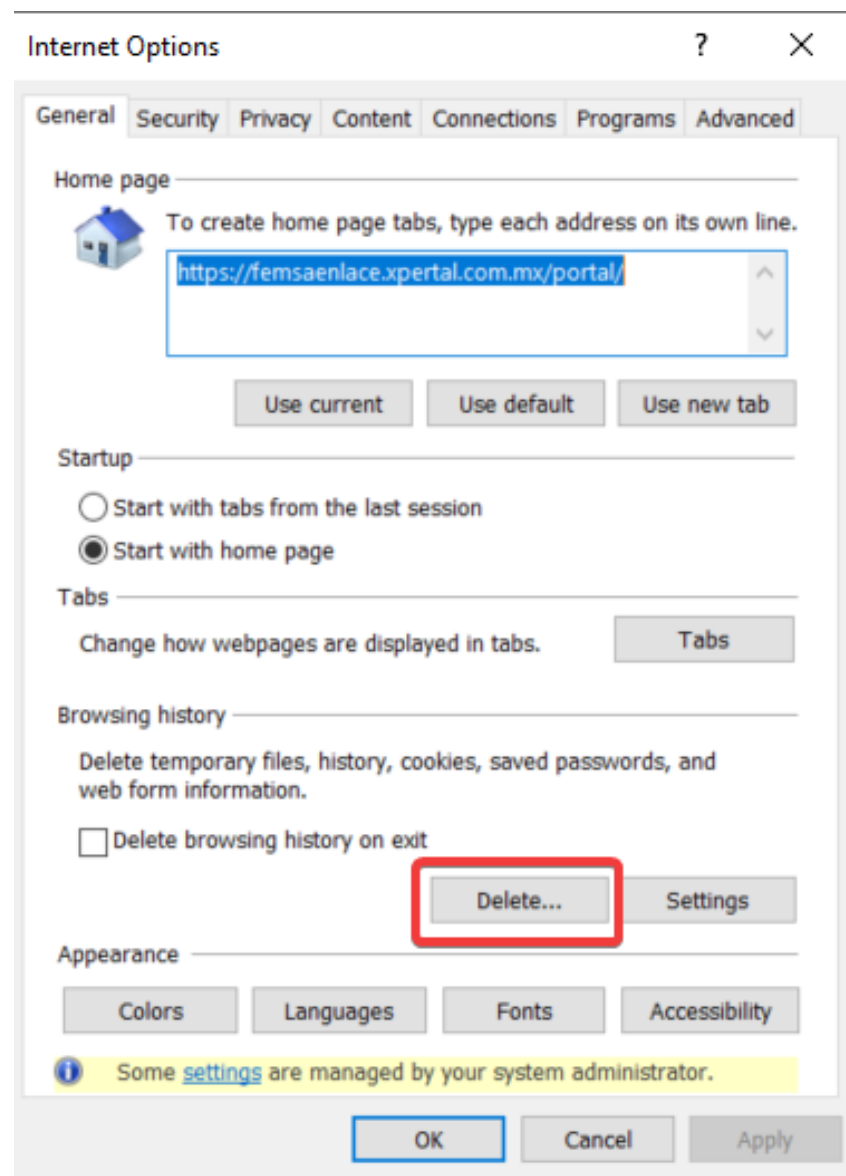 Internet Options ?
General Security Privacy Content Connections Programs Advanced
Home page
To create home page tabs, type each address on its own line.
https://femsaenlace.xpertal.com.mx/portal/
Use current Use default Use new tab
Startup
Start with tabs from the last session
Start with home page
Tabs
Change how webpages are displayed in tabs. Tabs
Browsing history
Delete temporary files, history, cookies, saved passwords, and
web form information.
Delete browsing history on exit
Delete... Settings
Appearance
Colors Languages Fonts Accessibility
Some settings are managed by your system administrator.
OK Cancel Apply